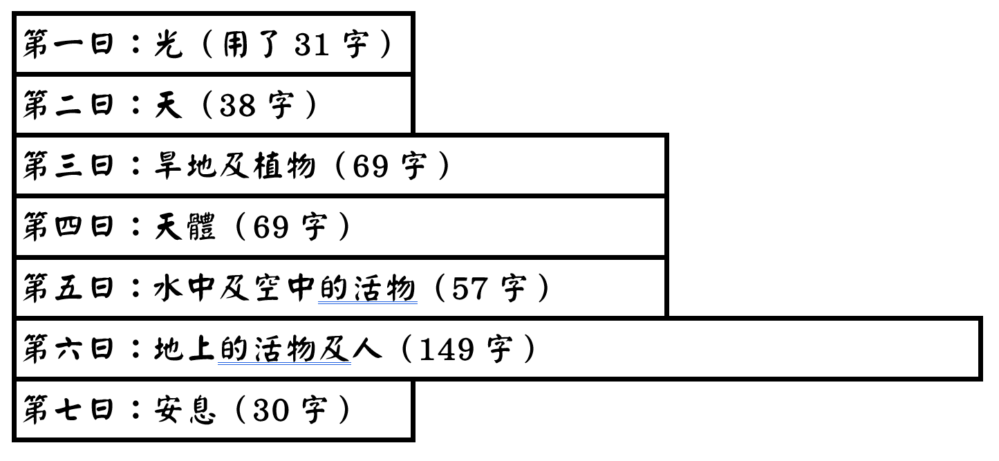 第一日：光（用了 31 字）
第二日：天（38 字）
第三日：旱地及植物（69 字）
第四日：天體（69 字）
第五日：水中及空中的活物（57 字）
第六日：地上的活物及人（149 字）
第七日：安息（30 字）